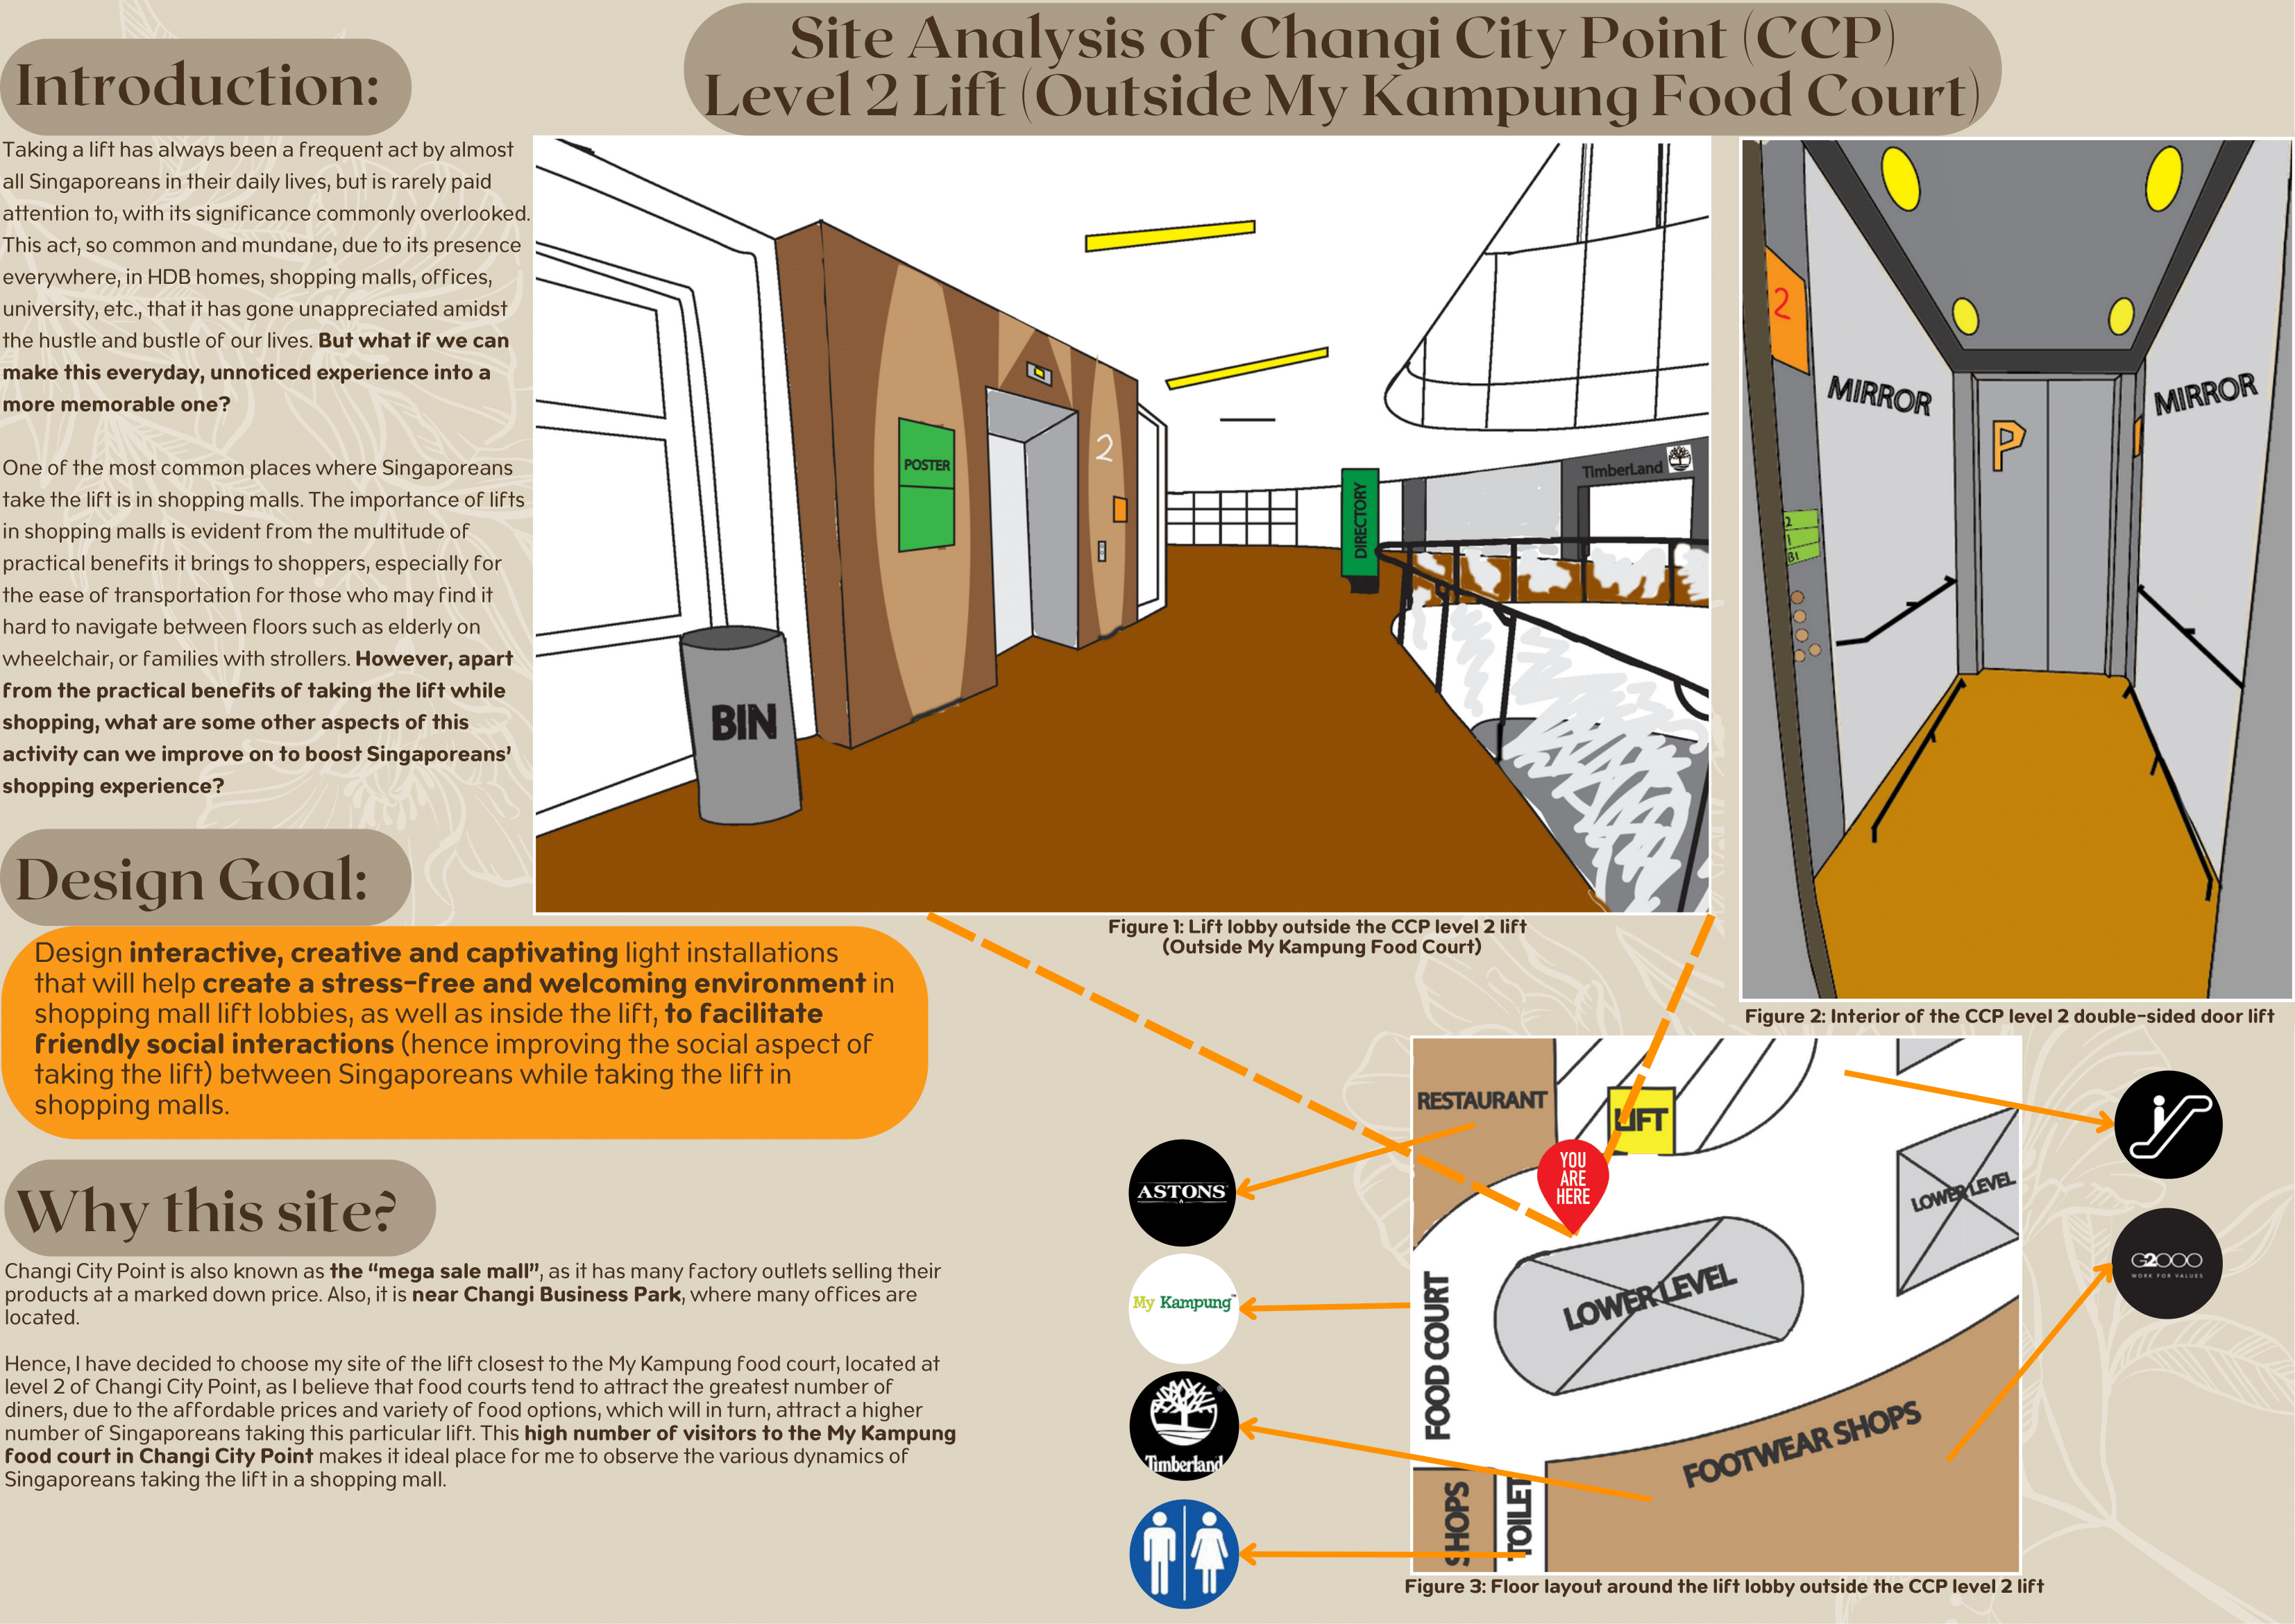 Site Analysis of Changi City Point (CCP)
Level 2 Lift (Outside My Kampung Food Court)
Introduction:
Taking a lift has always been a frequent act by almost
all Singaporeans in their daily lives, but is rarely paid
attention to, with its significance commonly overlooked.
This act, so common and mundane, due to its presence
everywhere, in HDB homes, shopping malls, offices,
university, etc., that it has gone unappreciated amidst
the hustle and bustle of our lives. But what if we can
make this everyday, unnoticed experience into a
more memorable one?
One of the most common places where Singaporeans
take the lift is in shopping malls. The importance of lifts
in shopping malls is evident from the multitude of
practical benefits it brings to shoppers, especially for
the ease of transportation for those who may find it
hard to navigate between floors such as elderly on
wheelchair, or families with strollers. However, apart
from the practical benefits of taking the lift while
shopping, what are some other aspects of this
activity can we improve on to boost Singaporeans'
shopping experience?
Design Goal:
Design interactive, creative and captivating light installations
that will help create a stress-free and welcoming environment in
shopping mall lift lobbies, as well as inside the lift, to facilitate
friendly social interactions (hence improving the social aspect of
taking the lift) between Singaporeans while taking the lift in
shopping malls.
Why this site?
Changi City Point is also known as the “mega sale mall”, as it has many factory outlets selling their
products at a marked down price. Also, it is near Changi Business Park, where many offices are
located.
Hence, I have decided to choose my site of the lift closest to the My Kampung food court, located at
level 2 of Changi City Point, as I believe that food courts tend to attract the greatest number of
diners, due to the affordable prices and variety of food options, which will in turn, attract a higher
number of Singaporeans taking this particular lift. This high number of visitors to the My Kampung
food court in Changi City Point makes it ideal place for me to observe the various dynamics of
Singaporeans taking the lift in a shopping mall.
POSTER
2
BIN
DIRECTORY
TimberLand
Figure 1: Lift lobby outside the CCP level 2 lift
(Outside My Kampung Food Court)
2
MIRROR
P
MIRROR
2
1
B1
Figure 2: Interior of the CCP level 2 double-sided door lift
RESTAURANT
LIFT
YOU
ARE
HERE
LOWER LEVEL
LOWER LEVEL
FOOD COURT
FOOTWEAR SHOPS
SHOPS
TOILET
ASTONS
My Kampung™
Timberland®
G2000
WORK FOR VALUES
Figure 3: Floor layout around the lift lobby outside the CCP level 2 lift